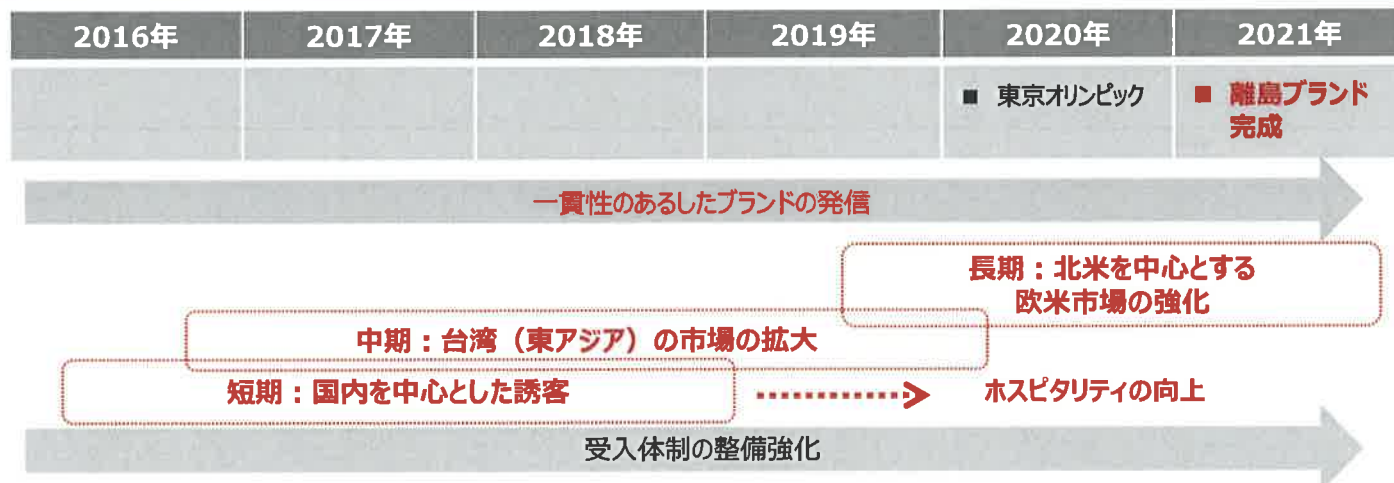 2016年 2017年 2018年 2019年 2020年 2021年
■ 東京オリンピック
■ 離島ブランド
完成
一貫性のあるしたブランドの発信
長期：北米を中心とする
欧米市場の強化
中期：台湾（東アジア）の市場の拡大
短期：国内を中心とした誘客
ホスピタリティの向上
受入体制の整備強化